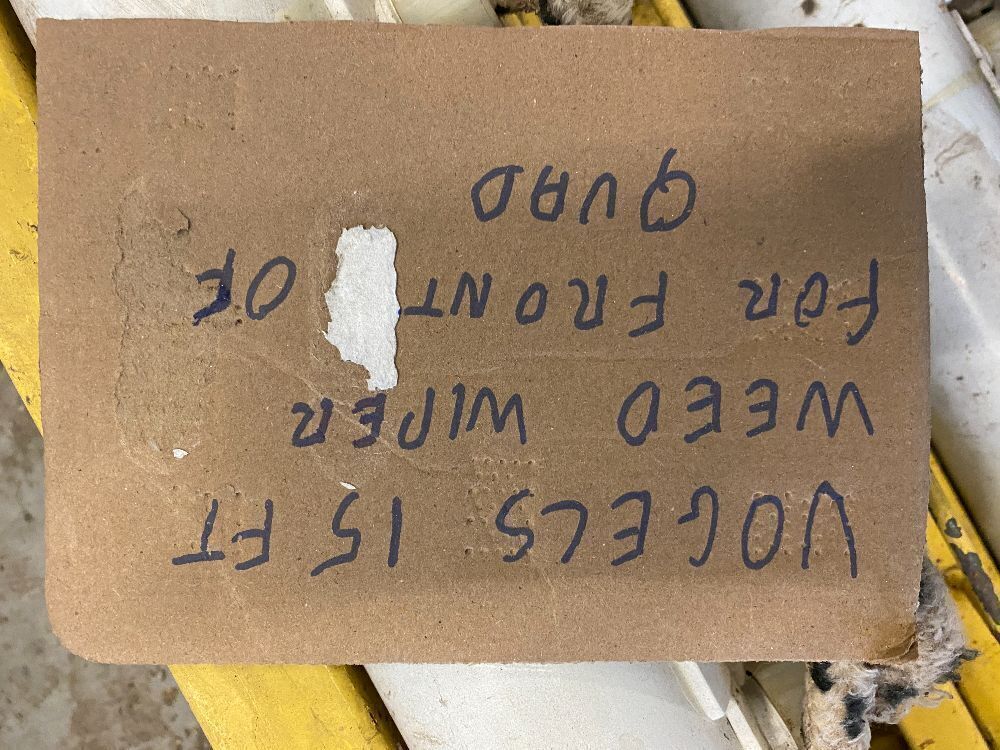 VOGELS 15 FT
WEED WIPER
FOR FRONT OF
QUAD